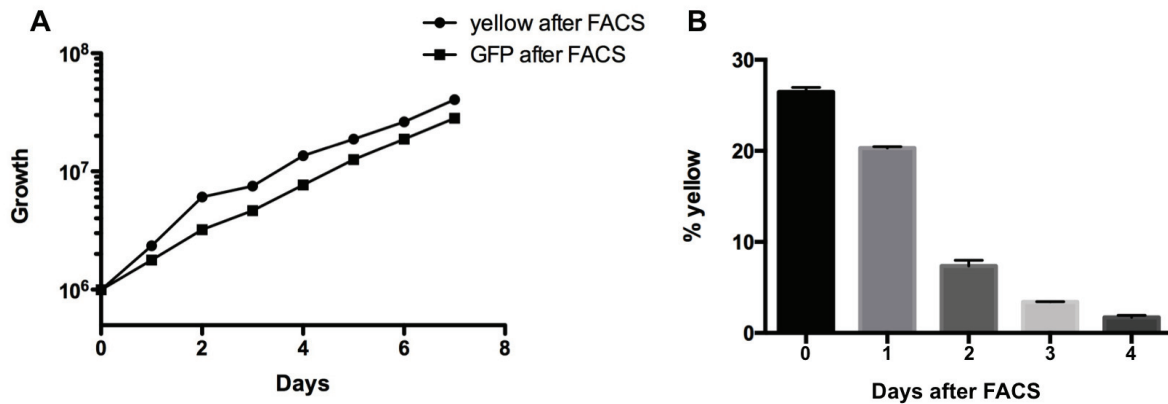 A
yellow after FACS
GFP after FACS
10^8
10^7
10^6
Growth
0 2 4 6 8
Days
B
30
20
10
0
% yellow
0 1 2 3 4
Days after FACS